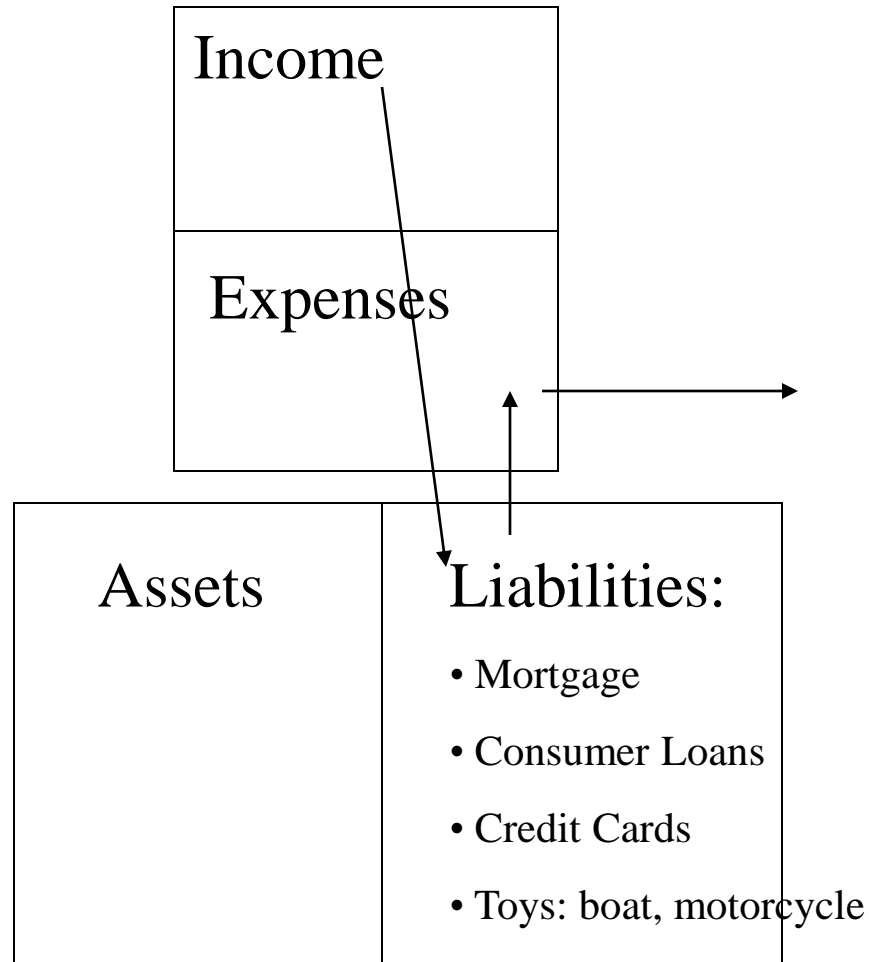 Income
Expenses
Assets
Liabilities:
• Mortgage
• Consumer Loans
• Credit Cards
• Toys: boat, motorcycle